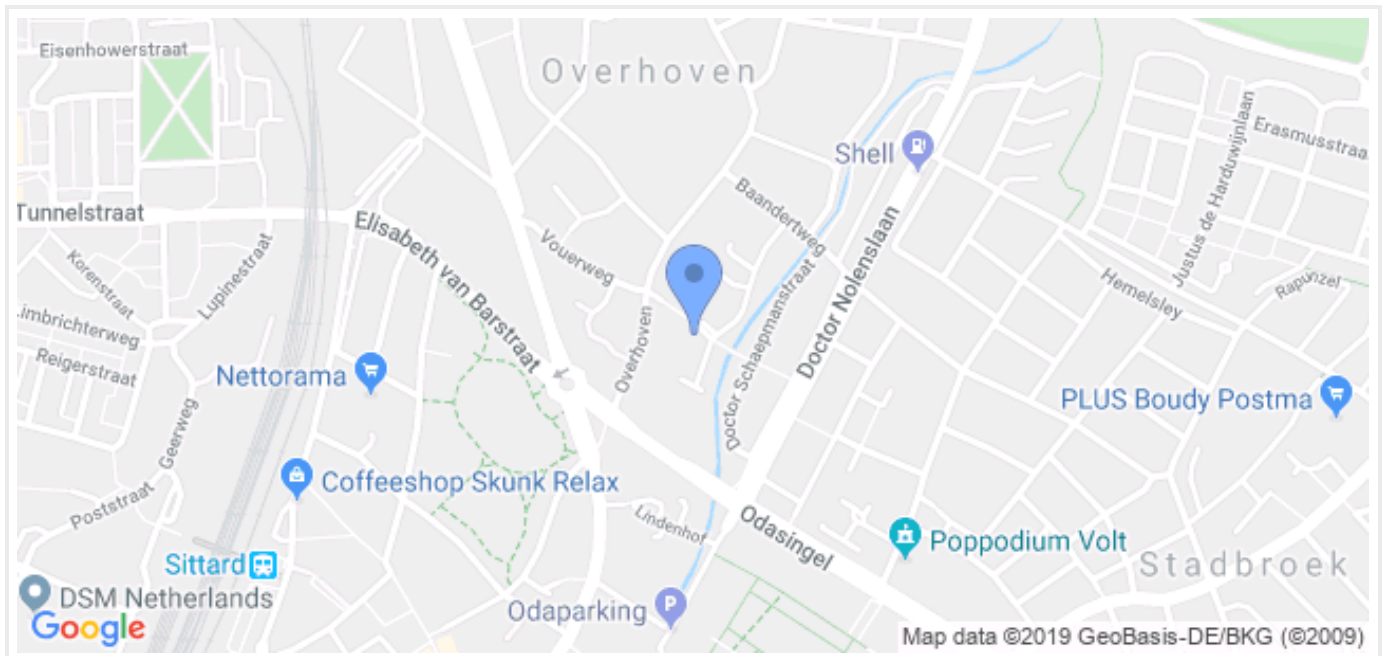 Eisenhowerstraat
Overhoven
Erasmusstraa
Justus de Harduwijnlaan
Shell
Baandertweg
Tunnelstraat
Elisabeth van Barstraat
Vouerweg
Doctor Nolenslaan
Korenstraat
Lupinestraat
Hemelsley
Rapunzel
Limbrichterweg
Overhoven
Doctor Schaepmanstraat
Reigerstraat
Nettorama
PLUS Boudy Postma
Geerweg
Coffeeshop Skunk Relax
Poststraat
Lindenhof
Odasingel
Poppodium Volt
Sittard
Stadbroek
DSM Netherlands
Odaparking
P
Google
Map data ©2019 GeoBasis-DE/BKG (©2009)